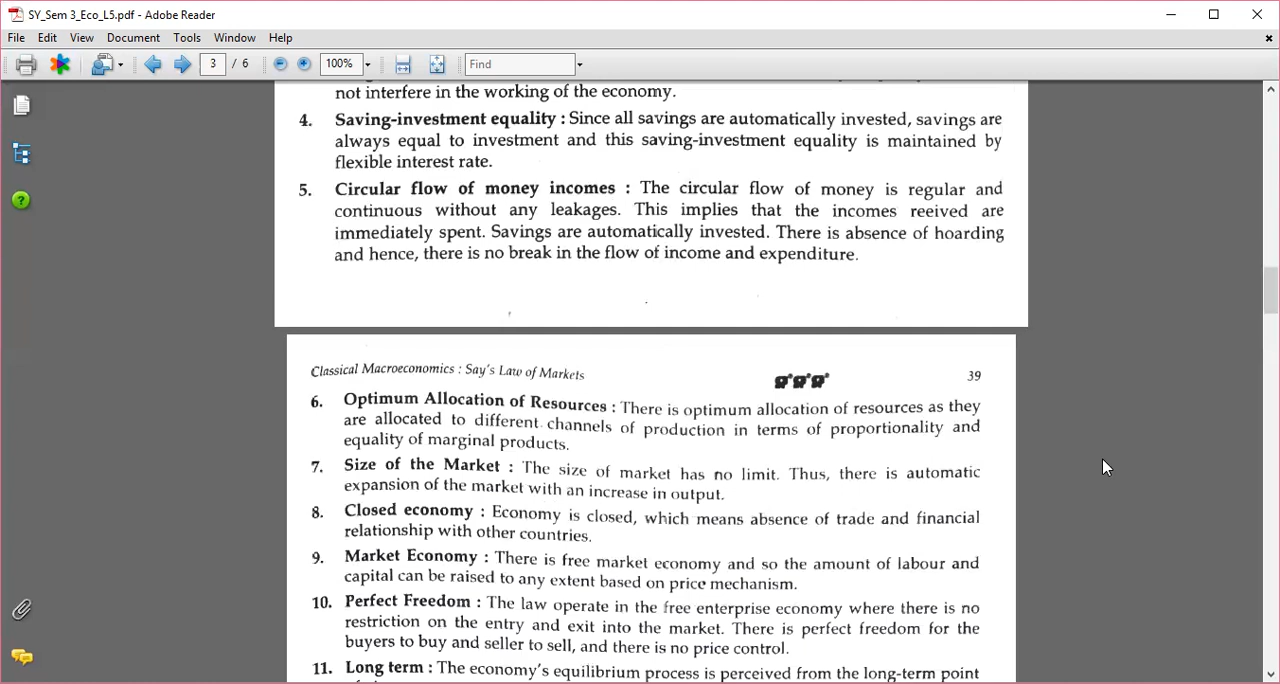 SY_Sem 3_Eco_L5.pdf - Adobe Reader
File Edit View Document Tools Window Help
3 / 6 100% Find
not interfere in the working of the economy.
4. Saving-investment equality : Since all savings are automatically invested, savings are
always equal to investment and this saving-investment equality is maintained by
flexible interest rate.
5. Circular flow of money incomes : The circular flow of money is regular and
continuous without any leakages. This implies that the incomes reeived are
immediately spent. Savings are automatically invested. There is absence of hoarding
and hence, there is no break in the flow of income and expenditure.
Classical Macroeconomics : Say's Law of Markets 39
6. Optimum Allocation of Resources : There is optimum allocation of resources as they
are allocated to different channels of production in terms of proportionality and
equality of marginal products.
7. Size of the Market : The size of market has no limit. Thus, there is automatic
expansion of the market with an increase in output.
8. Closed economy : Economy is closed, which means absence of trade and financial
relationship with other countries.
9. Market Economy : There is free market economy and so the amount of labour and
capital can be raised to any extent based on price mechanism.
10. Perfect Freedom : The law operate in the free enterprise economy where there is no
restriction on the entry and exit into the market. There is perfect freedom for the
buyers to buy and seller to sell, and there is no price control.
11. Long term : The economy's equilibrium process is perceived from the long-term point